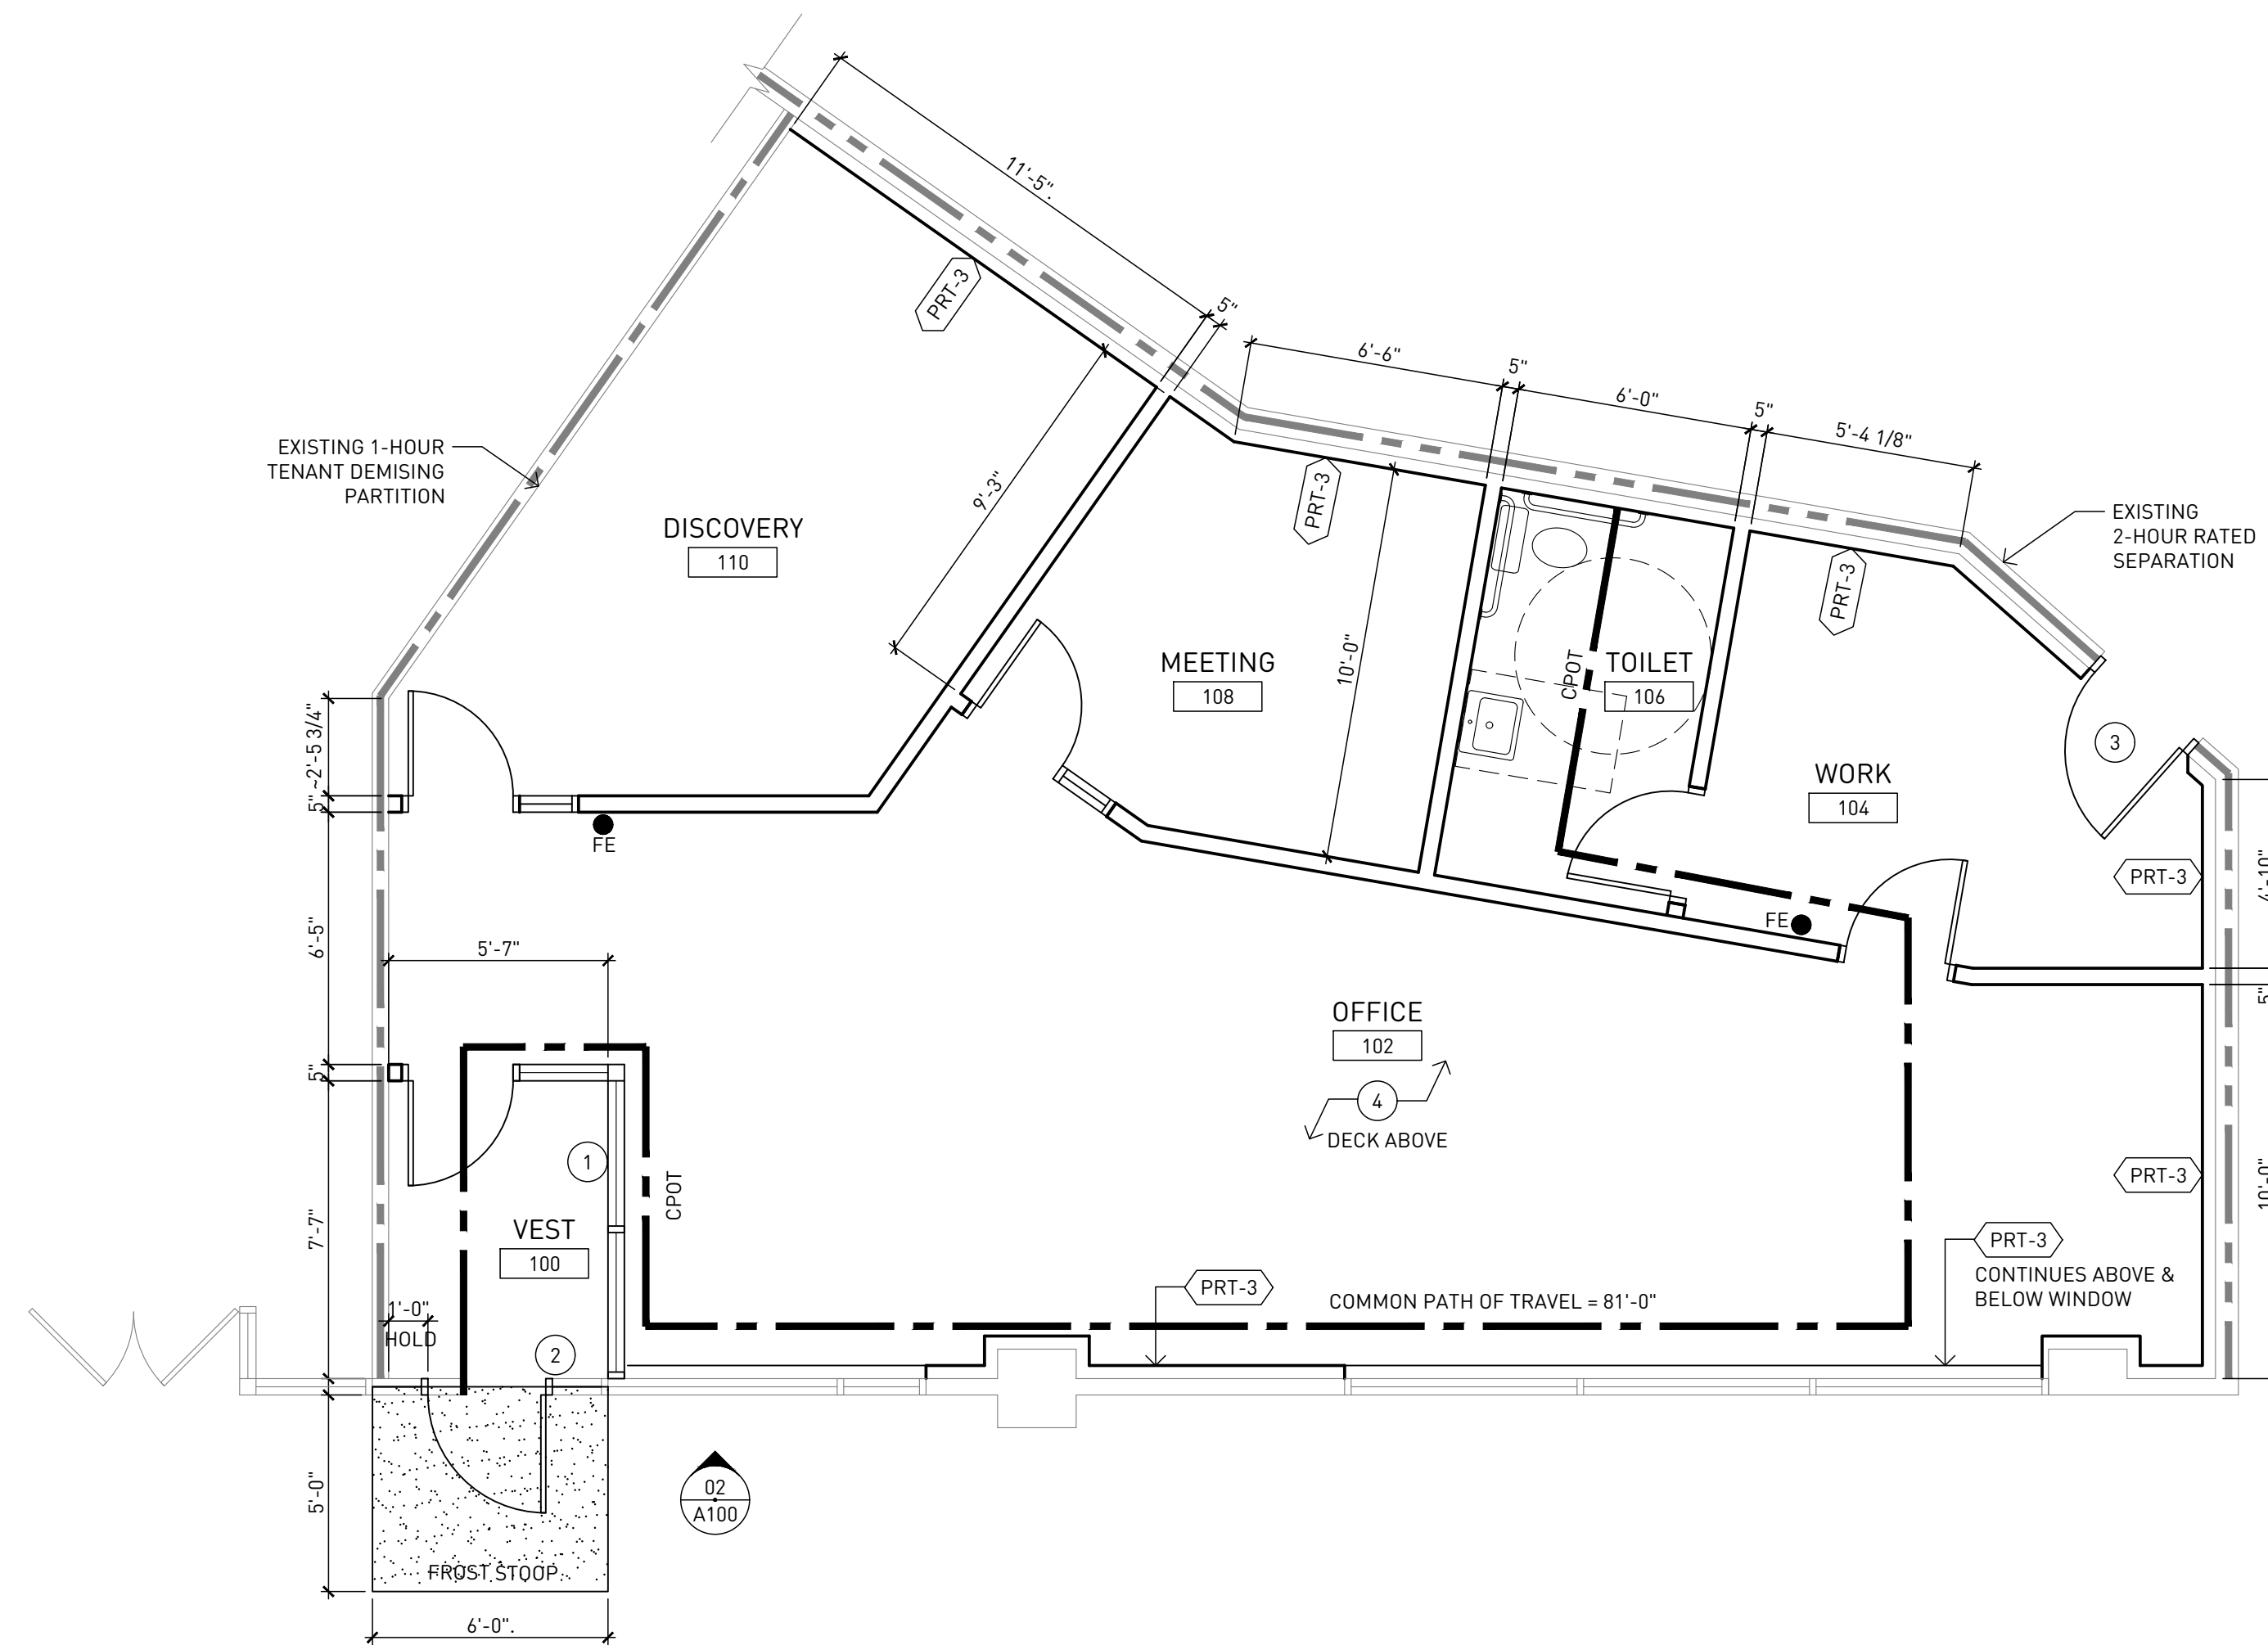 11'-5".
5"
PRT-3
6'-6"
5"
6'-0"
5"
5'-4 1/8"
EXISTING 1-HOUR
TENANT DEMISING
PARTITION
9'-3"
PRT-3
EXISTING
2-HOUR RATED
SEPARATION
DISCOVERY
110
PRT-3
MEETING
108
10'-0"
CPOT
TOILET
106
~2'-5 3/4"
5"
3
WORK
104
FE
PRT-3
4'-10"
FE
6'-5"
5'-7"
5"
OFFICE
102
4
DECK ABOVE
5"
1
CPOT
PRT-3
10'-0"
7'-7"
VEST
100
PRT-3
CONTINUES ABOVE &
BELOW WINDOW
PRT-3
COMMON PATH OF TRAVEL = 81'-0"
1'-0"
HOLD
2
5'-0"
02
A100
FROST STOOP
6'-0".